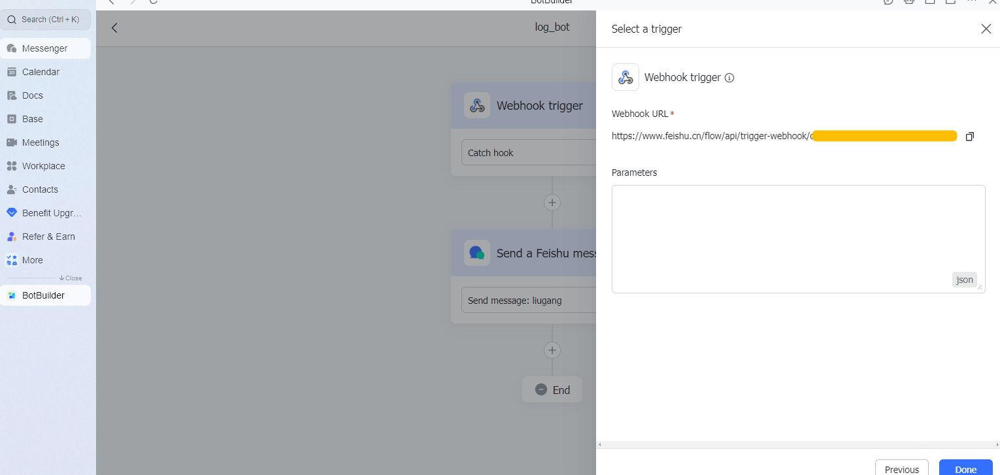 BotBuilder
Search (Ctrl + K)
Messenger
Calendar
Docs
Base
Meetings
Workplace
Contacts
Benefit Upgr...
Refer & Earn
More
Close
BotBuilder
log_bot
Webhook trigger
Catch hook
Send a Feishu mess
Send message: liugang
End
Select a trigger
Webhook trigger
Webhook URL *
https://www.feishu.cn/flow/api/trigger-webhook/
Parameters
json
Previous
Done